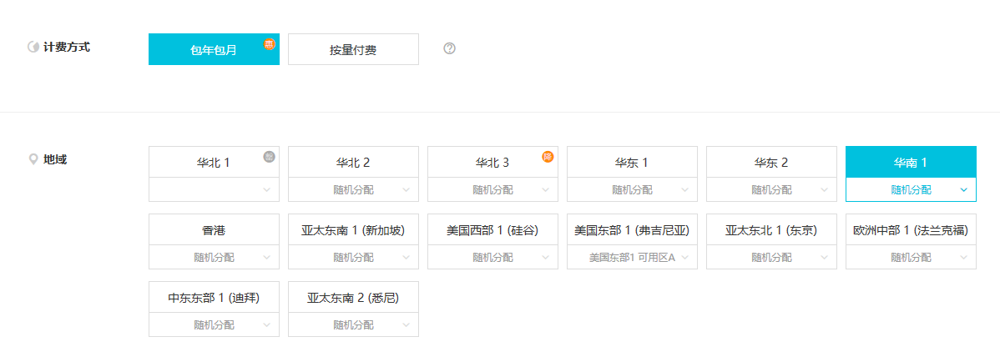 计费方式
包年包月 惠
按量付费
地域
华北 1
华北 2
华北 3 降
华东 1
华东 2
华南 1
随机分配
随机分配
随机分配
随机分配
随机分配
香港
亚太东南 1 (新加坡)
美国西部 1 (硅谷)
美国东部 1 (弗吉尼亚)
亚太东北 1 (东京)
欧洲中部 1 (法兰克福)
随机分配
随机分配
随机分配
美国东部1 可用区A
随机分配
随机分配
中东东部 1 (迪拜)
亚太东南 2 (悉尼)
随机分配
随机分配